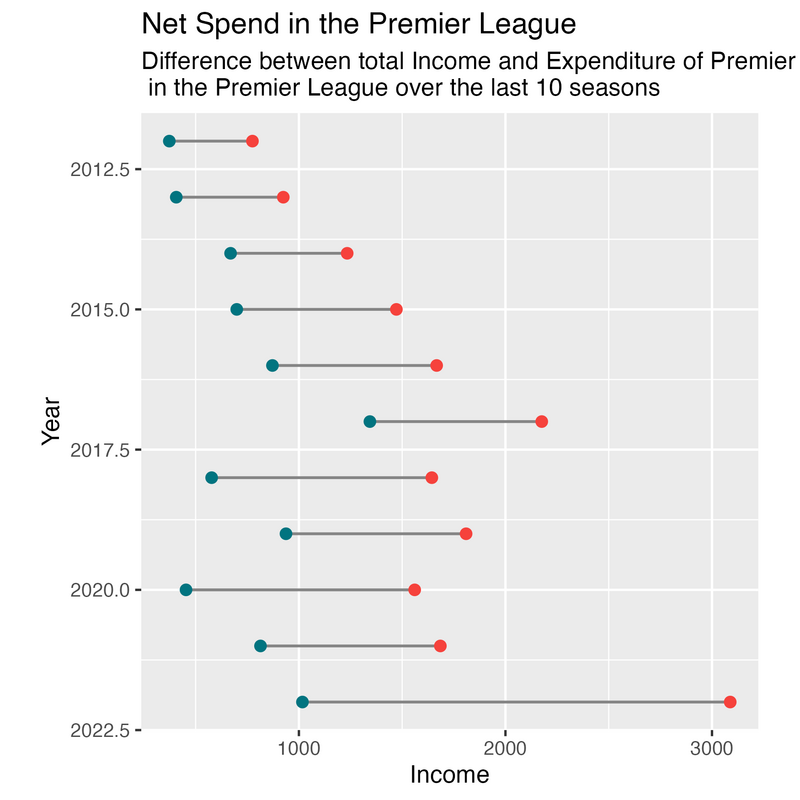 Net Spend in the Premier League
Difference between total Income and Expenditure of Premier
in the Premier League over the last 10 seasons
2012.5
2015.0
2017.5
2020.0
2022.5
Year
1000 2000 3000
Income